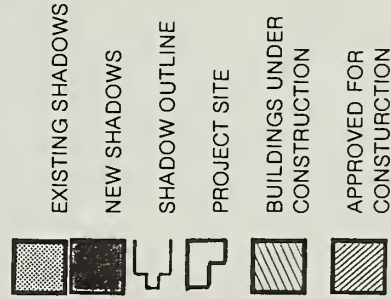 EXISTING SHADOWS
NEW SHADOWS
SHADOW OUTLINE
PROJECT SITE
BUILDINGS UNDER
CONSTRUCTION
APPROVED FOR
CONSTURCTION